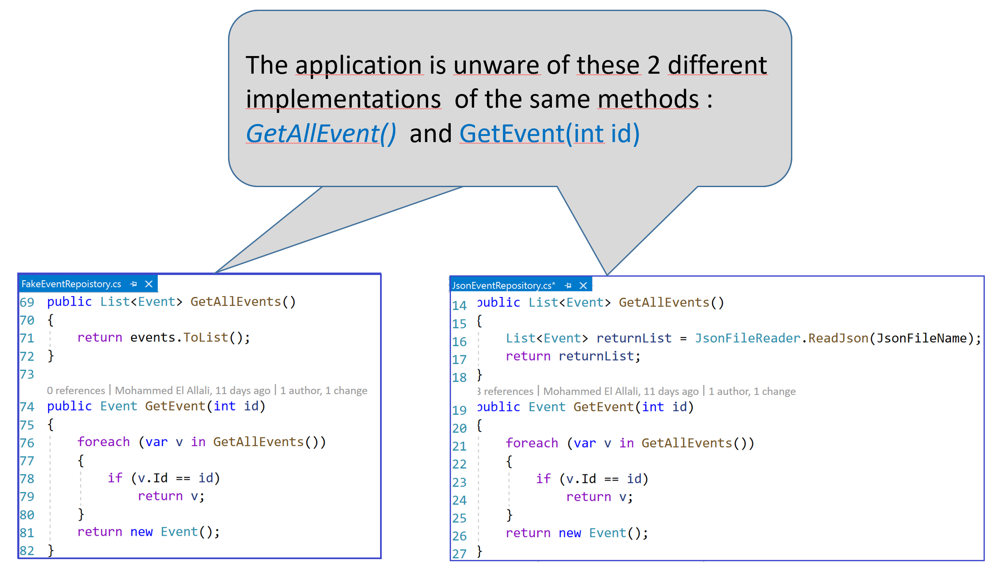 The application is unware of these 2 different
implementations  of the same methods :
GetAllEvent()  and GetEvent(int id)
FakeEventRepoistory.cs
69 public List<Event> GetAllEvents()
70 {
71     return events.ToList();
72 }
73
0 references | Mohammed El Allali, 11 days ago | 1 author, 1 change
74 public Event GetEvent(int id)
75 {
76     foreach (var v in GetAllEvents())
77     {
78         if (v.Id == id)
79             return v;
80     }
81     return new Event();
82 }
JsonEventRepository.cs*
14 public List<Event> GetAllEvents()
15 {
16     List<Event> returnList = JsonFileReader.ReadJson(JsonFileName);
17     return returnList;
18 }
3 references | Mohammed El Allali, 11 days ago | 1 author, 1 change
19 public Event GetEvent(int id)
20 {
21     foreach (var v in GetAllEvents())
22     {
23         if (v.Id == id)
24             return v;
25     }
26     return new Event();
27 }